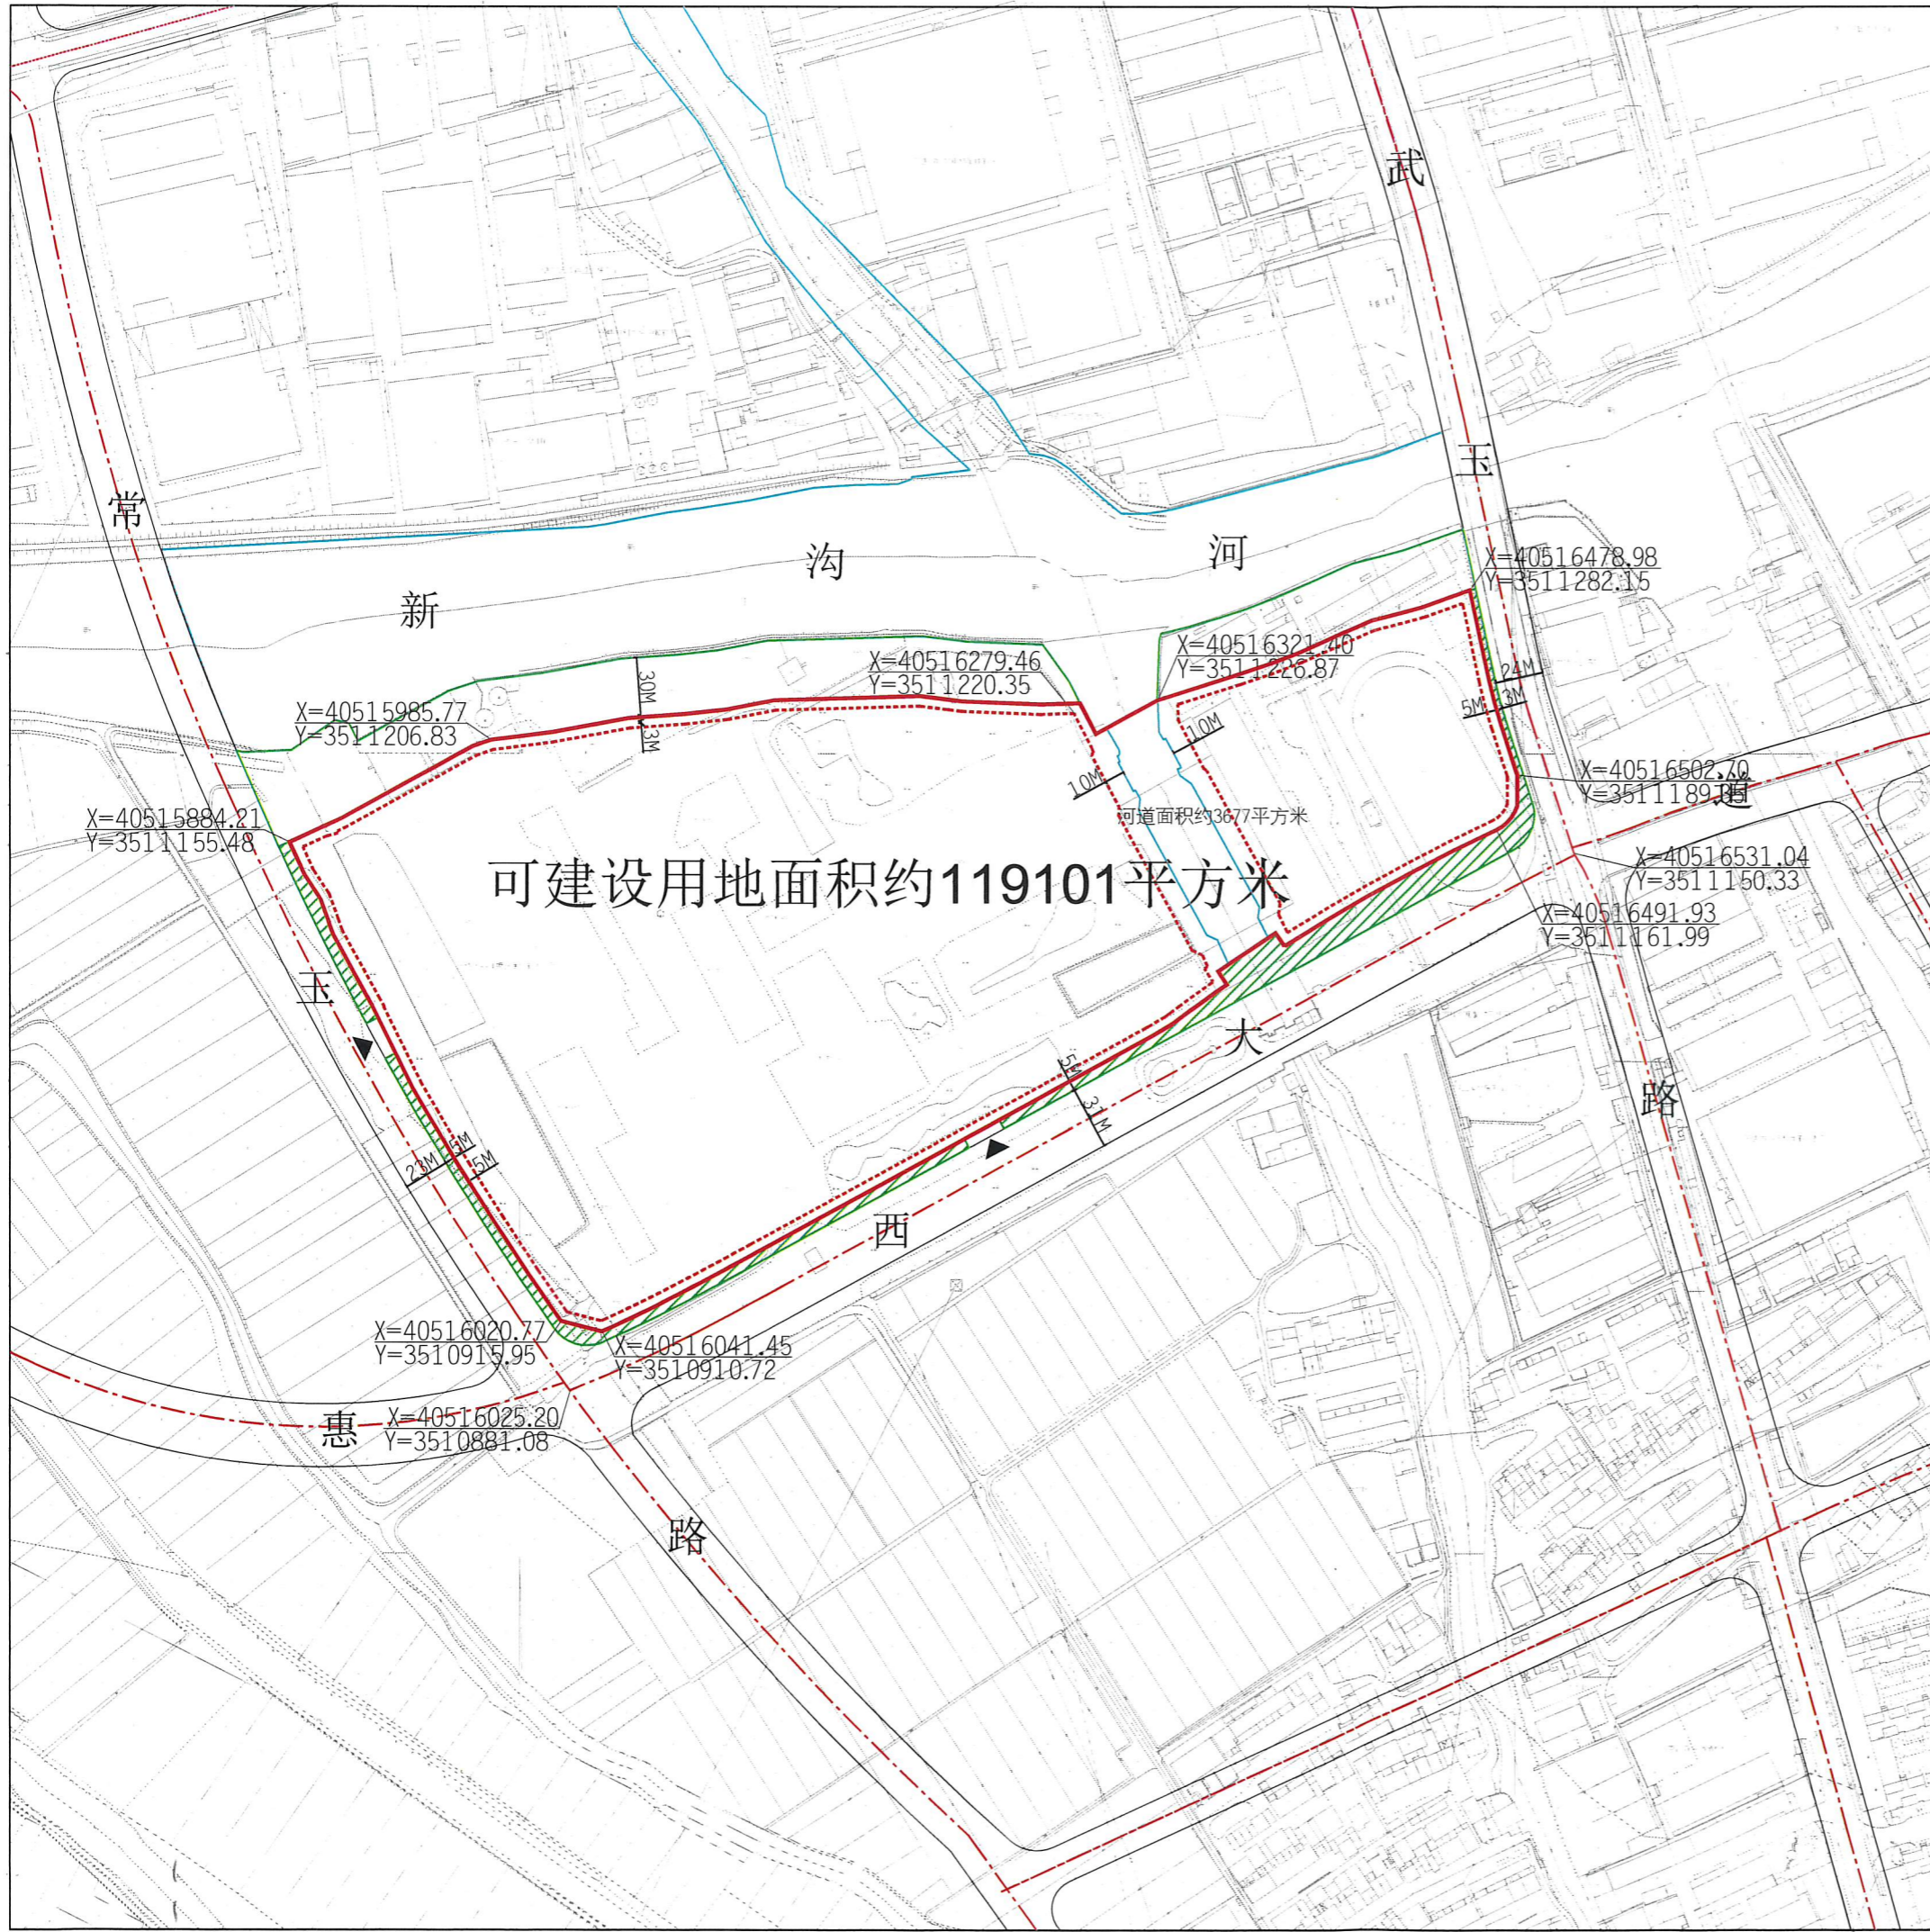 武
玉
路
常
玉
路
新
沟
河
惠
西
大
道
X=40516478.98
Y=3511282.15
X=40516321.40
Y=3511226.87
X=40516279.46
Y=3511220.35
30M
3M
24M
3M
5M
10M
10M
X=40515985.77
Y=3511206.83
X=40516502.70
X=40515884.21
Y=3511155.48
河道面积约3677平方米
可建设用地面积约119101平方米
X=40516531.04
Y=3511150.33
X=40516491.93
Y=3511161.99
5M
37M
23M
5M
5M
X=40516020.77
Y=3510915.95
X=40516041.45
Y=3510910.72
X=40516025.20
Y=3510881.08